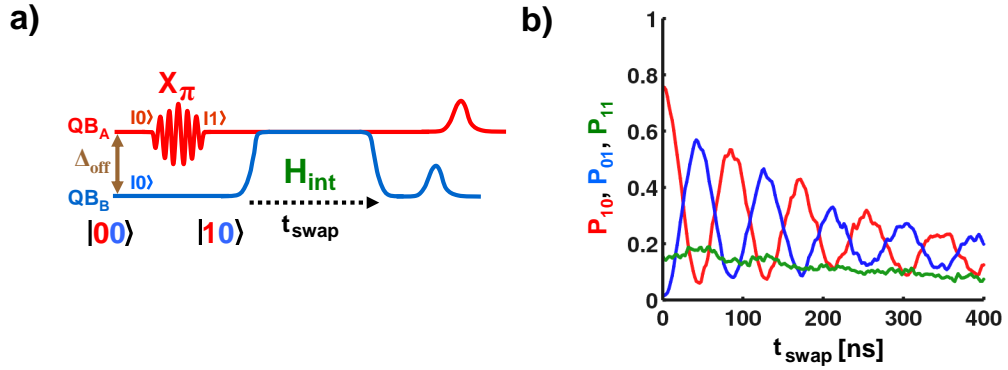 a)
X_π
|0⟩ |1⟩
QB_A
Δ_off
|0⟩
H_int
QB_B
|00⟩ |10⟩ t_swap
b)
P_10, P_01, P_11
1
0.8
0.6
0.4
0.2
0
0 100 200 300 400
t_swap [ns]